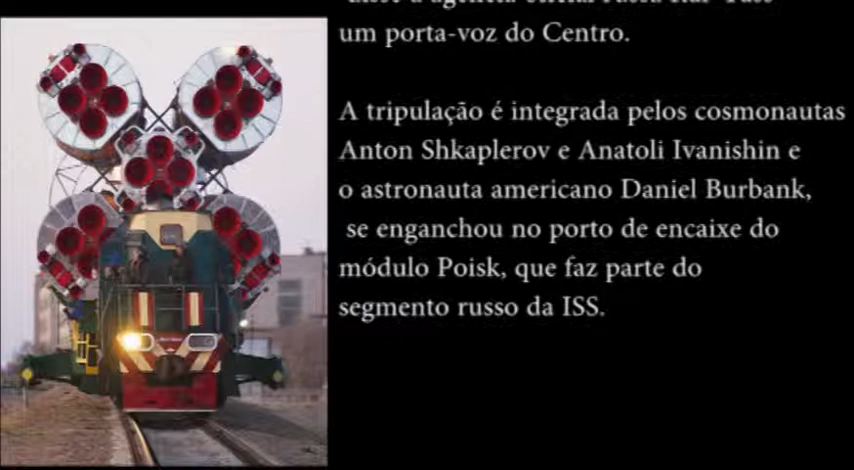 um porta-voz do Centro.
A tripulação é integrada pelos cosmonautas
Anton Shkaplerov e Anatoli Ivanishin e
o astronauta americano Daniel Burbank,
se enganchou no porto de encaixe do
módulo Poisk, que faz parte do
segmento russo da ISS.